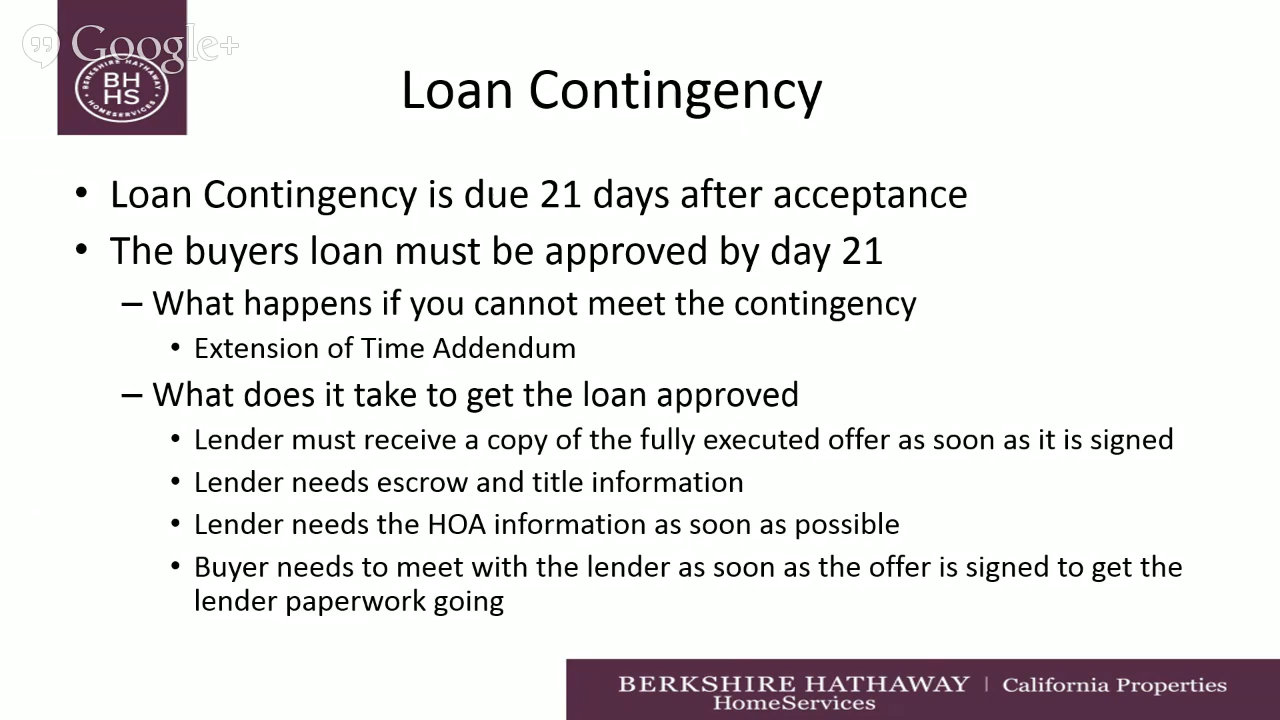 Google+
BERKSHIRE HATHAWAY
BH
HS
HOMESERVICES
Loan Contingency
• Loan Contingency is due 21 days after acceptance
• The buyers loan must be approved by day 21
– What happens if you cannot meet the contingency
• Extension of Time Addendum
– What does it take to get the loan approved
• Lender must receive a copy of the fully executed offer as soon as it is signed
• Lender needs escrow and title information
• Lender needs the HOA information as soon as possible
• Buyer needs to meet with the lender as soon as the offer is signed to get the
lender paperwork going
BERKSHIRE HATHAWAY | California Properties
HomeServices